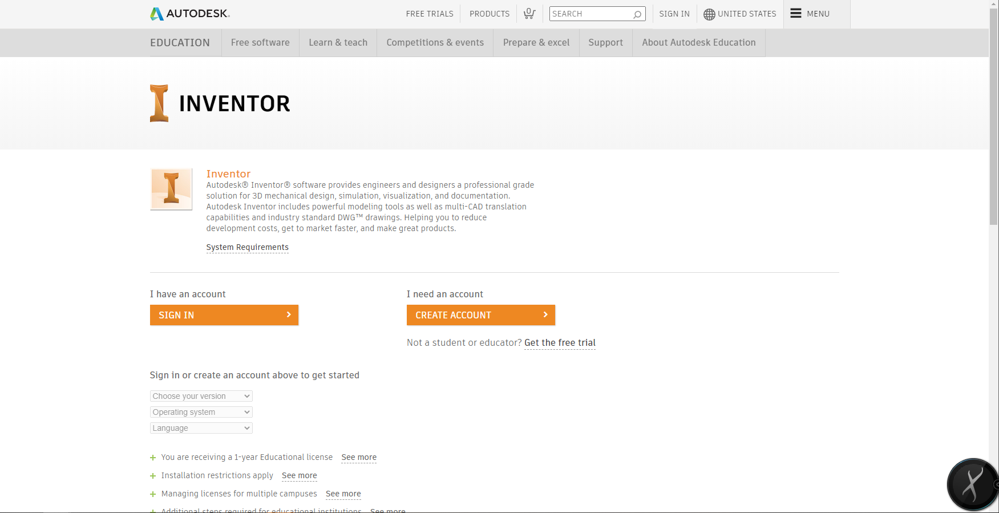 AUTODESK.
FREE TRIALS
PRODUCTS
0
SEARCH
SIGN IN
UNITED STATES
MENU
EDUCATION
Free software
Learn & teach
Competitions & events
Prepare & excel
Support
About Autodesk Education
INVENTOR
Inventor
Autodesk® Inventor® software provides engineers and designers a professional grade
solution for 3D mechanical design, simulation, visualization, and documentation.
Autodesk Inventor includes powerful modeling tools as well as multi-CAD translation
capabilities and industry standard DWG™ drawings. Helping you to reduce
development costs, get to market faster, and make great products.
System Requirements
I have an account
SIGN IN
I need an account
CREATE ACCOUNT
Not a student or educator? Get the free trial
Sign in or create an account above to get started
Choose your version
Operating system
Language
You are receiving a 1-year Educational license See more
Installation restrictions apply See more
Managing licenses for multiple campuses See more
Additional steps required for educational institutions See more